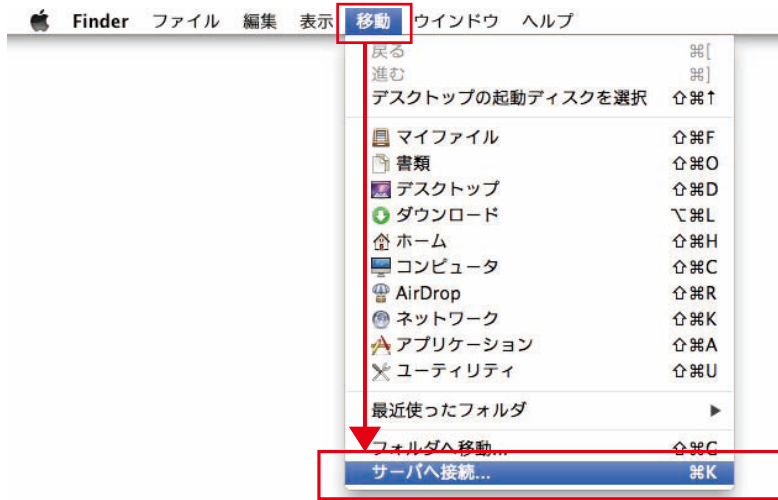 Finder ファイル 編集 表示 移動 ウインドウ ヘルプ
戻る ⌘[
進む ⌘]
デスクトップの起動ディスクを選択 ⇧⌘↑
マイファイル ⇧⌘F
書類 ⇧⌘O
デスクトップ ⇧⌘D
ダウンロード ⌥⌘L
ホーム ⇧⌘H
コンピュータ ⇧⌘C
AirDrop ⇧⌘R
ネットワーク ⇧⌘K
アプリケーション ⇧⌘A
ユーティリティ ⇧⌘U
最近使ったフォルダ ▶
フォルダへ移動... ⇧⌘G
サーバへ接続... ⌘K